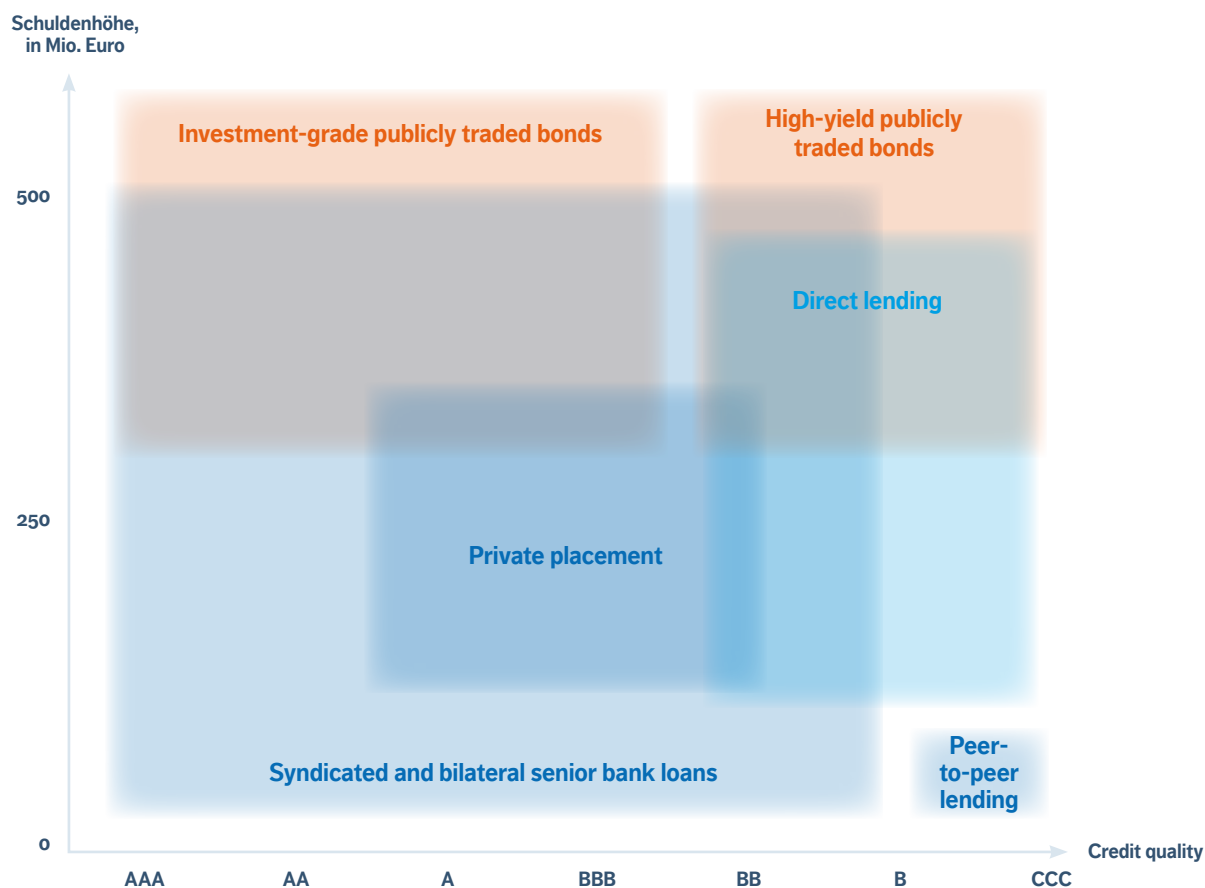 Schuldenhöhe,
in Mio. Euro
Investment-grade publicly traded bonds
High-yield publicly
traded bonds
500
Direct lending
250
Private placement
Syndicated and bilateral senior bank loans
Peer-
to-peer
lending
0
Credit quality
AAA
AA
A
BBB
BB
B
CCC